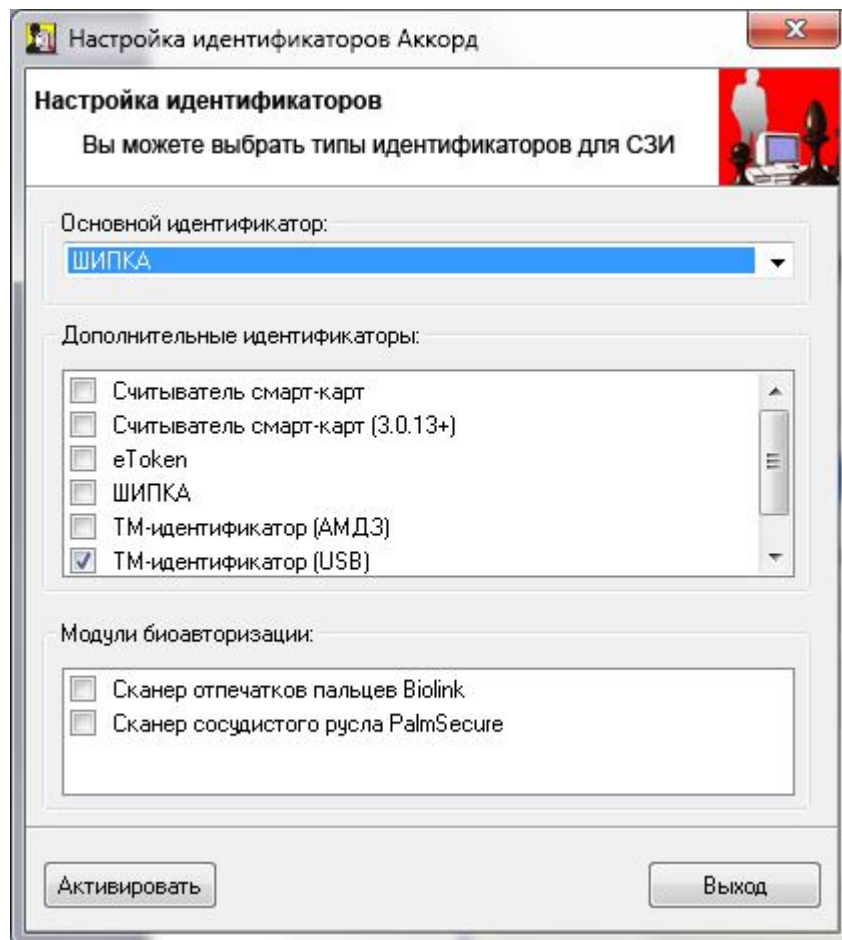 Настройка идентификаторов Аккорд
Настройка идентификаторов
Вы можете выбрать типы идентификаторов для СЗИ
Основной идентификатор:
ШИПКА
Дополнительные идентификаторы:
Считыватель смарт-карт
Считыватель смарт-карт (3.0.13+)
eToken
ШИПКА
ТМ-идентификатор (АМДЗ)
ТМ-идентификатор (USB)
Модули биоавторизации:
Сканер отпечатков пальцев Biolink
Сканер сосудистого русла PalmSecure
Активировать
Выход